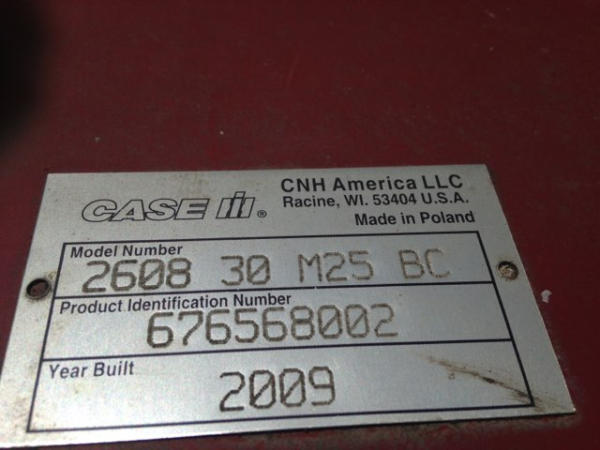 CASE IH®
CNH America LLC
Racine, WI. 53404 U.S.A.
Made in Poland
Model Number
2608 30 M25 BC
Product Identification Number
676568002
Year Built
2009